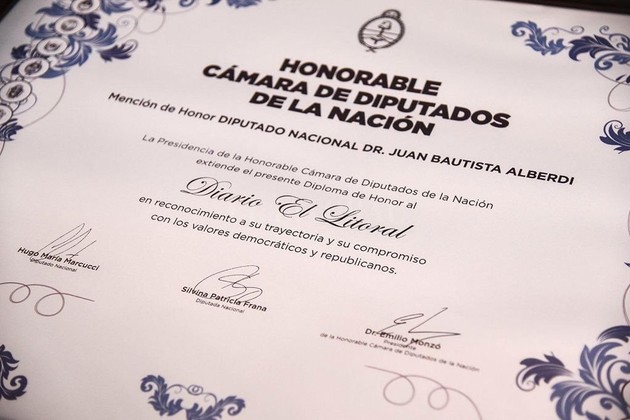 HONORABLE
CÁMARA DE DIPUTADOS
DE LA NACIÓN
Mención de Honor DIPUTADO NACIONAL DR. JUAN BAUTISTA ALBERDI
La Presidencia de la Honorable Cámara de Diputados de la Nación
extiende el presente Diploma de Honor al
Diario El Litoral
en reconocimiento a su trayectoria y su compromiso
con los valores democráticos y republicanos.
Hugo María Marcucci
Diputado Nacional
Silvina Patricia Frana
Diputada Nacional
Dr. Emilio Monzó
Presidente
de la Honorable Cámara de Diputados de la Nación